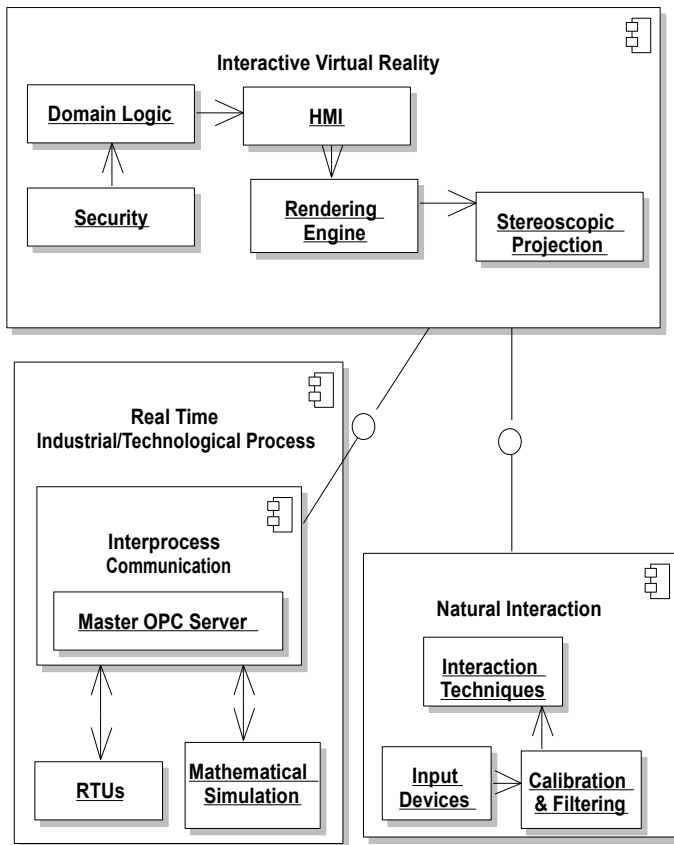 Interactive Virtual Reality
Domain Logic
HMI
Security
Rendering
Engine
Stereoscopic
Projection
Real Time
Industrial/Technological Process
Interprocess
Communication
Master OPC Server
RTUs
Mathematical
Simulation
Natural Interaction
Interaction
Techniques
Input
Devices
Calibration
& Filtering